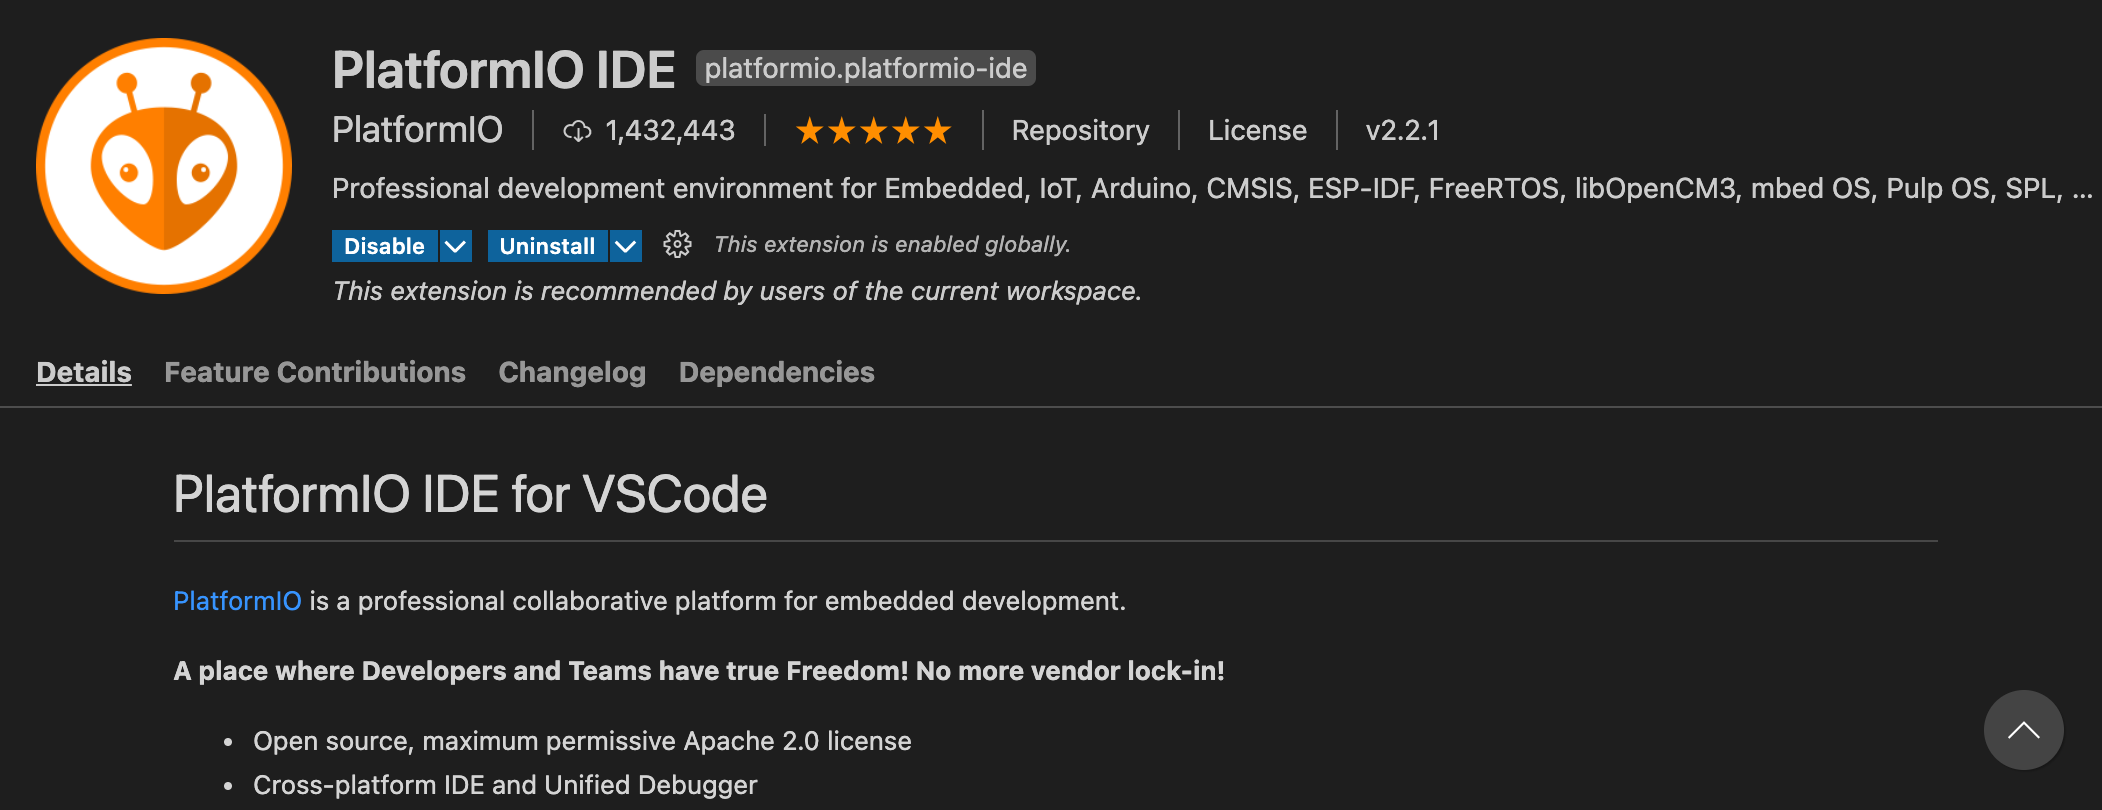 PlatformIO IDE platformio.platformio-ide
PlatformIO 1,432,443 ★★★★★ Repository License v2.2.1
Professional development environment for Embedded, IoT, Arduino, CMSIS, ESP-IDF, FreeRTOS, libOpenCM3, mbed OS, Pulp OS, SPL, ...
Disable Uninstall This extension is enabled globally.
This extension is recommended by users of the current workspace.
Details Feature Contributions Changelog Dependencies
PlatformIO IDE for VSCode
PlatformIO is a professional collaborative platform for embedded development.
A place where Developers and Teams have true Freedom! No more vendor lock-in!
• Open source, maximum permissive Apache 2.0 license
• Cross-platform IDE and Unified Debugger